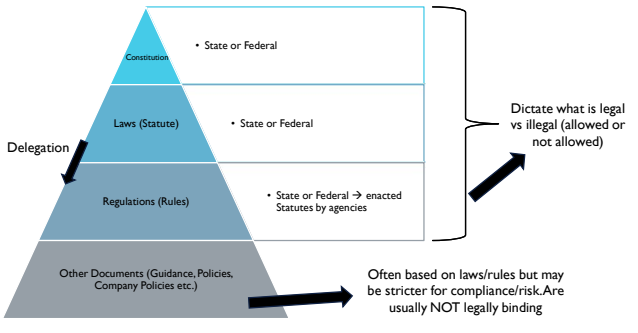 • State or Federal
Constitution
Dictate what is legal
vs illegal (allowed or
not allowed)
Laws (Statute)
• State or Federal
Delegation
Regulations (Rules)
• State or Federal → enacted
Statutes by agencies
Other Documents (Guidance, Policies,
Company Policies etc.)
Often based on laws/rules but may
be stricter for compliance/risk. Are
usually NOT legally binding